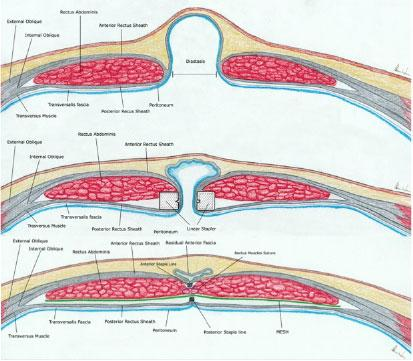 Rectus Abdominis
Anterior Rectus Sheath
External Oblique
Internal Oblique
Diastasis
Transversalis fascia
Posterior Rectus Sheath
Peritoneum
Transversus Muscle
External Oblique
Rectus Abdominis
Anterior Rectus Sheath
Internal Oblique
Transversalis fascia
Posterior Rectus Sheath
Peritoneum
Linear Stapler
Transversus Muscle
External Oblique
Internal Oblique
Rectus Abdominis
Anterior Rectus Sheath
Residual Anterior Fascia
Anterior Staple line
Rectus Muscles Suture
Transversalis Fascia
Posterior Rectus Sheath
Peritoneum
Posterior Staple line
MESH
Transversus Muscle